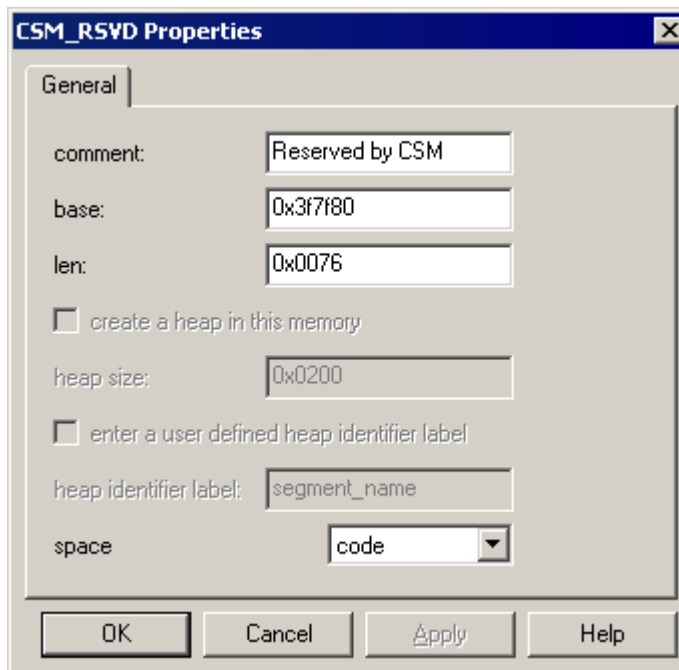 CSM_RSVD Properties
General
comment: Reserved by CSM
base: 0x3f7f80
len: 0x0076
create a heap in this memory
heap size: 0x0200
enter a user defined heap identifier label
heap identifier label: segment_name
space code
OK Cancel Apply Help